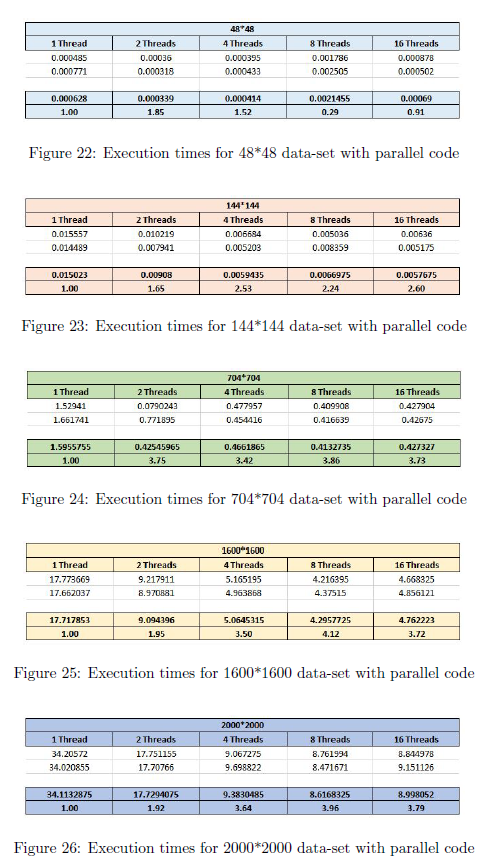 48*48
1 Thread 2 Threads 4 Threads 8 Threads 16 Threads
0.000485 0.00036 0.000395 0.001786 0.000878
0.000771 0.000318 0.000433 0.002505 0.000502
0.000628 0.000339 0.000414 0.0021455 0.00069
1.00 1.85 1.52 0.29 0.91
Figure 22: Execution times for 48*48 data-set with parallel code
144*144
1 Thread 2 Threads 4 Threads 8 Threads 16 Threads
0.015557 0.010219 0.006684 0.005036 0.00636
0.014489 0.007941 0.005203 0.008359 0.005175
0.015023 0.00908 0.0059435 0.0066975 0.0057675
1.00 1.65 2.53 2.24 2.60
Figure 23: Execution times for 144*144 data-set with parallel code
704*704
1 Thread 2 Threads 4 Threads 8 Threads 16 Threads
1.52941 0.0790243 0.477957 0.409908 0.427904
1.661741 0.771895 0.454416 0.416639 0.42675
1.5955755 0.42545965 0.4661865 0.4132735 0.427327
1.00 3.75 3.42 3.86 3.73
Figure 24: Execution times for 704*704 data-set with parallel code
1600*1600
1 Thread 2 Threads 4 Threads 8 Threads 16 Threads
17.773669 9.217911 5.165195 4.216395 4.668325
17.662037 8.970881 4.963868 4.37515 4.856121
17.717853 9.094396 5.0645315 4.2957725 4.762223
1.00 1.95 3.50 4.12 3.72
Figure 25: Execution times for 1600*1600 data-set with parallel code
2000*2000
1 Thread 2 Threads 4 Threads 8 Threads 16 Threads
34.20572 17.751155 9.067275 8.761994 8.844978
34.020855 17.70766 9.698822 8.471671 9.151126
34.1132875 17.7294075 9.3830485 8.6168325 8.998052
1.00 1.92 3.64 3.96 3.79
Figure 26: Execution times for 2000*2000 data-set with parallel code